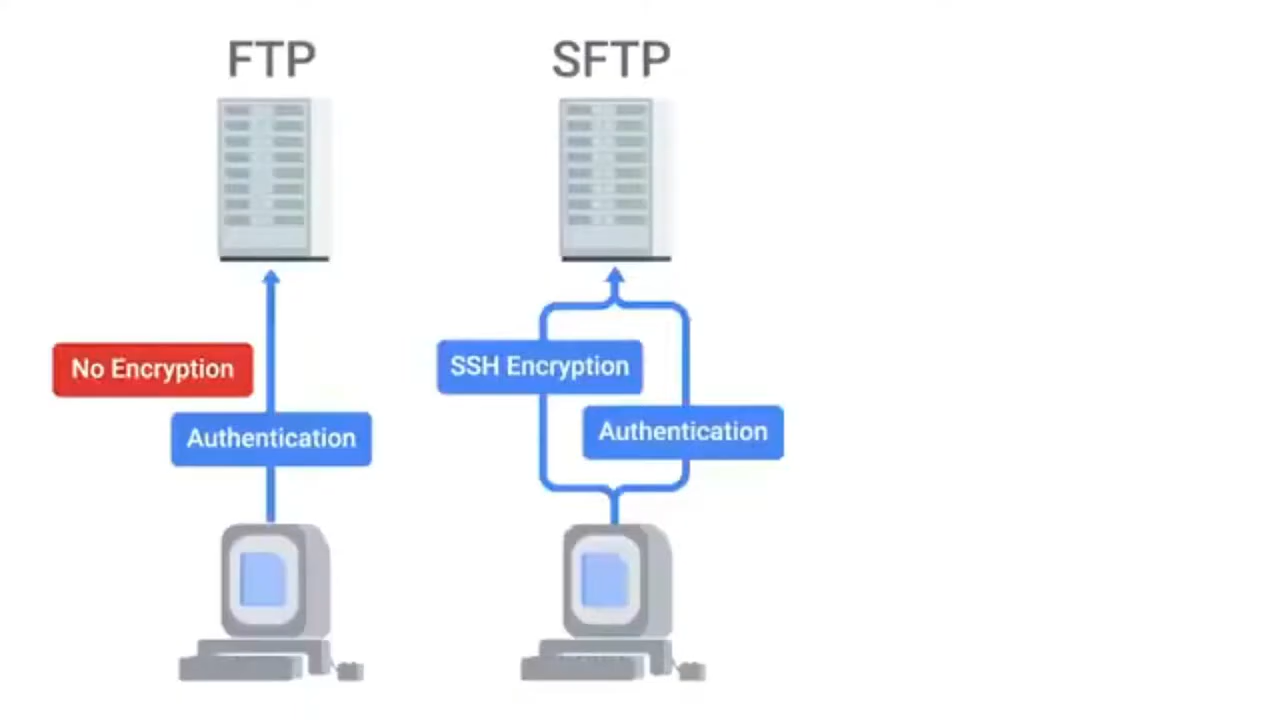 FTP
SFTP
No Encryption
Authentication
SSH Encryption
Authentication